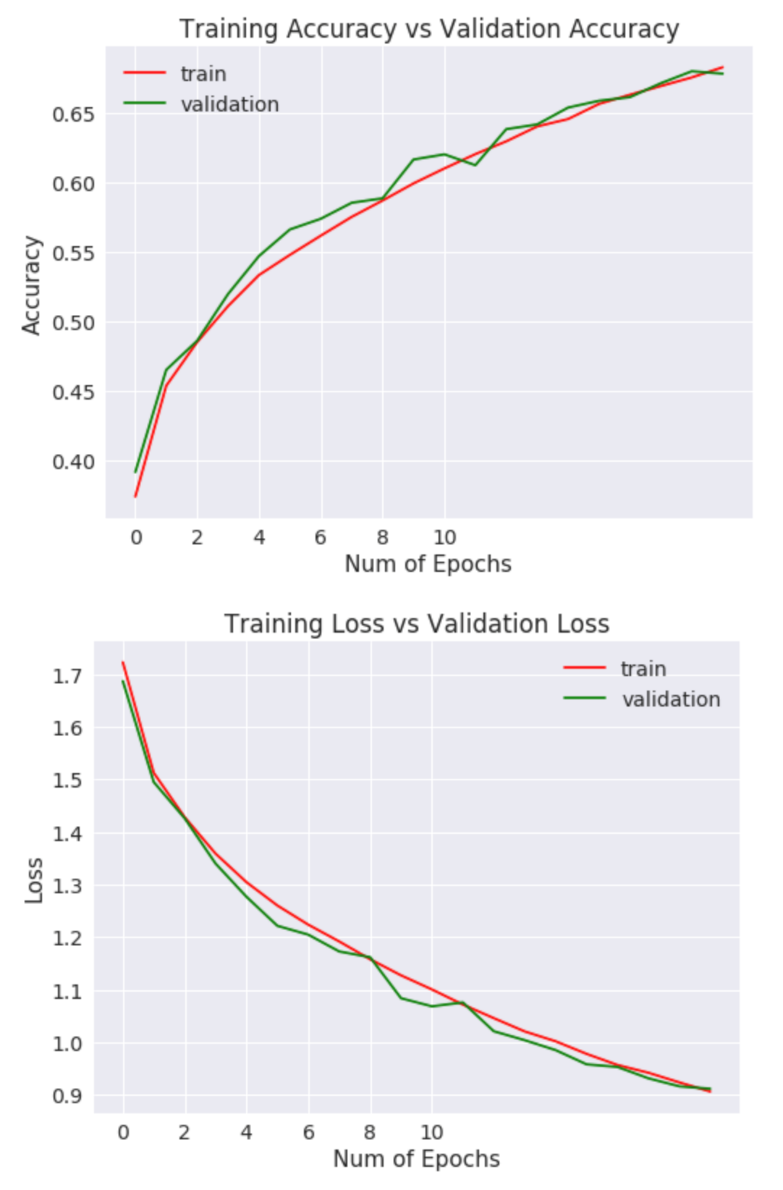 Training Accuracy vs Validation Accuracy
train
validation
0.65
0.60
0.55
0.50
0.45
0.40
Accuracy
0 2 4 6 8 10
Num of Epochs
Training Loss vs Validation Loss
train
validation
1.7
1.6
1.5
1.4
1.3
1.2
1.1
1.0
0.9
Loss
0 2 4 6 8 10
Num of Epochs